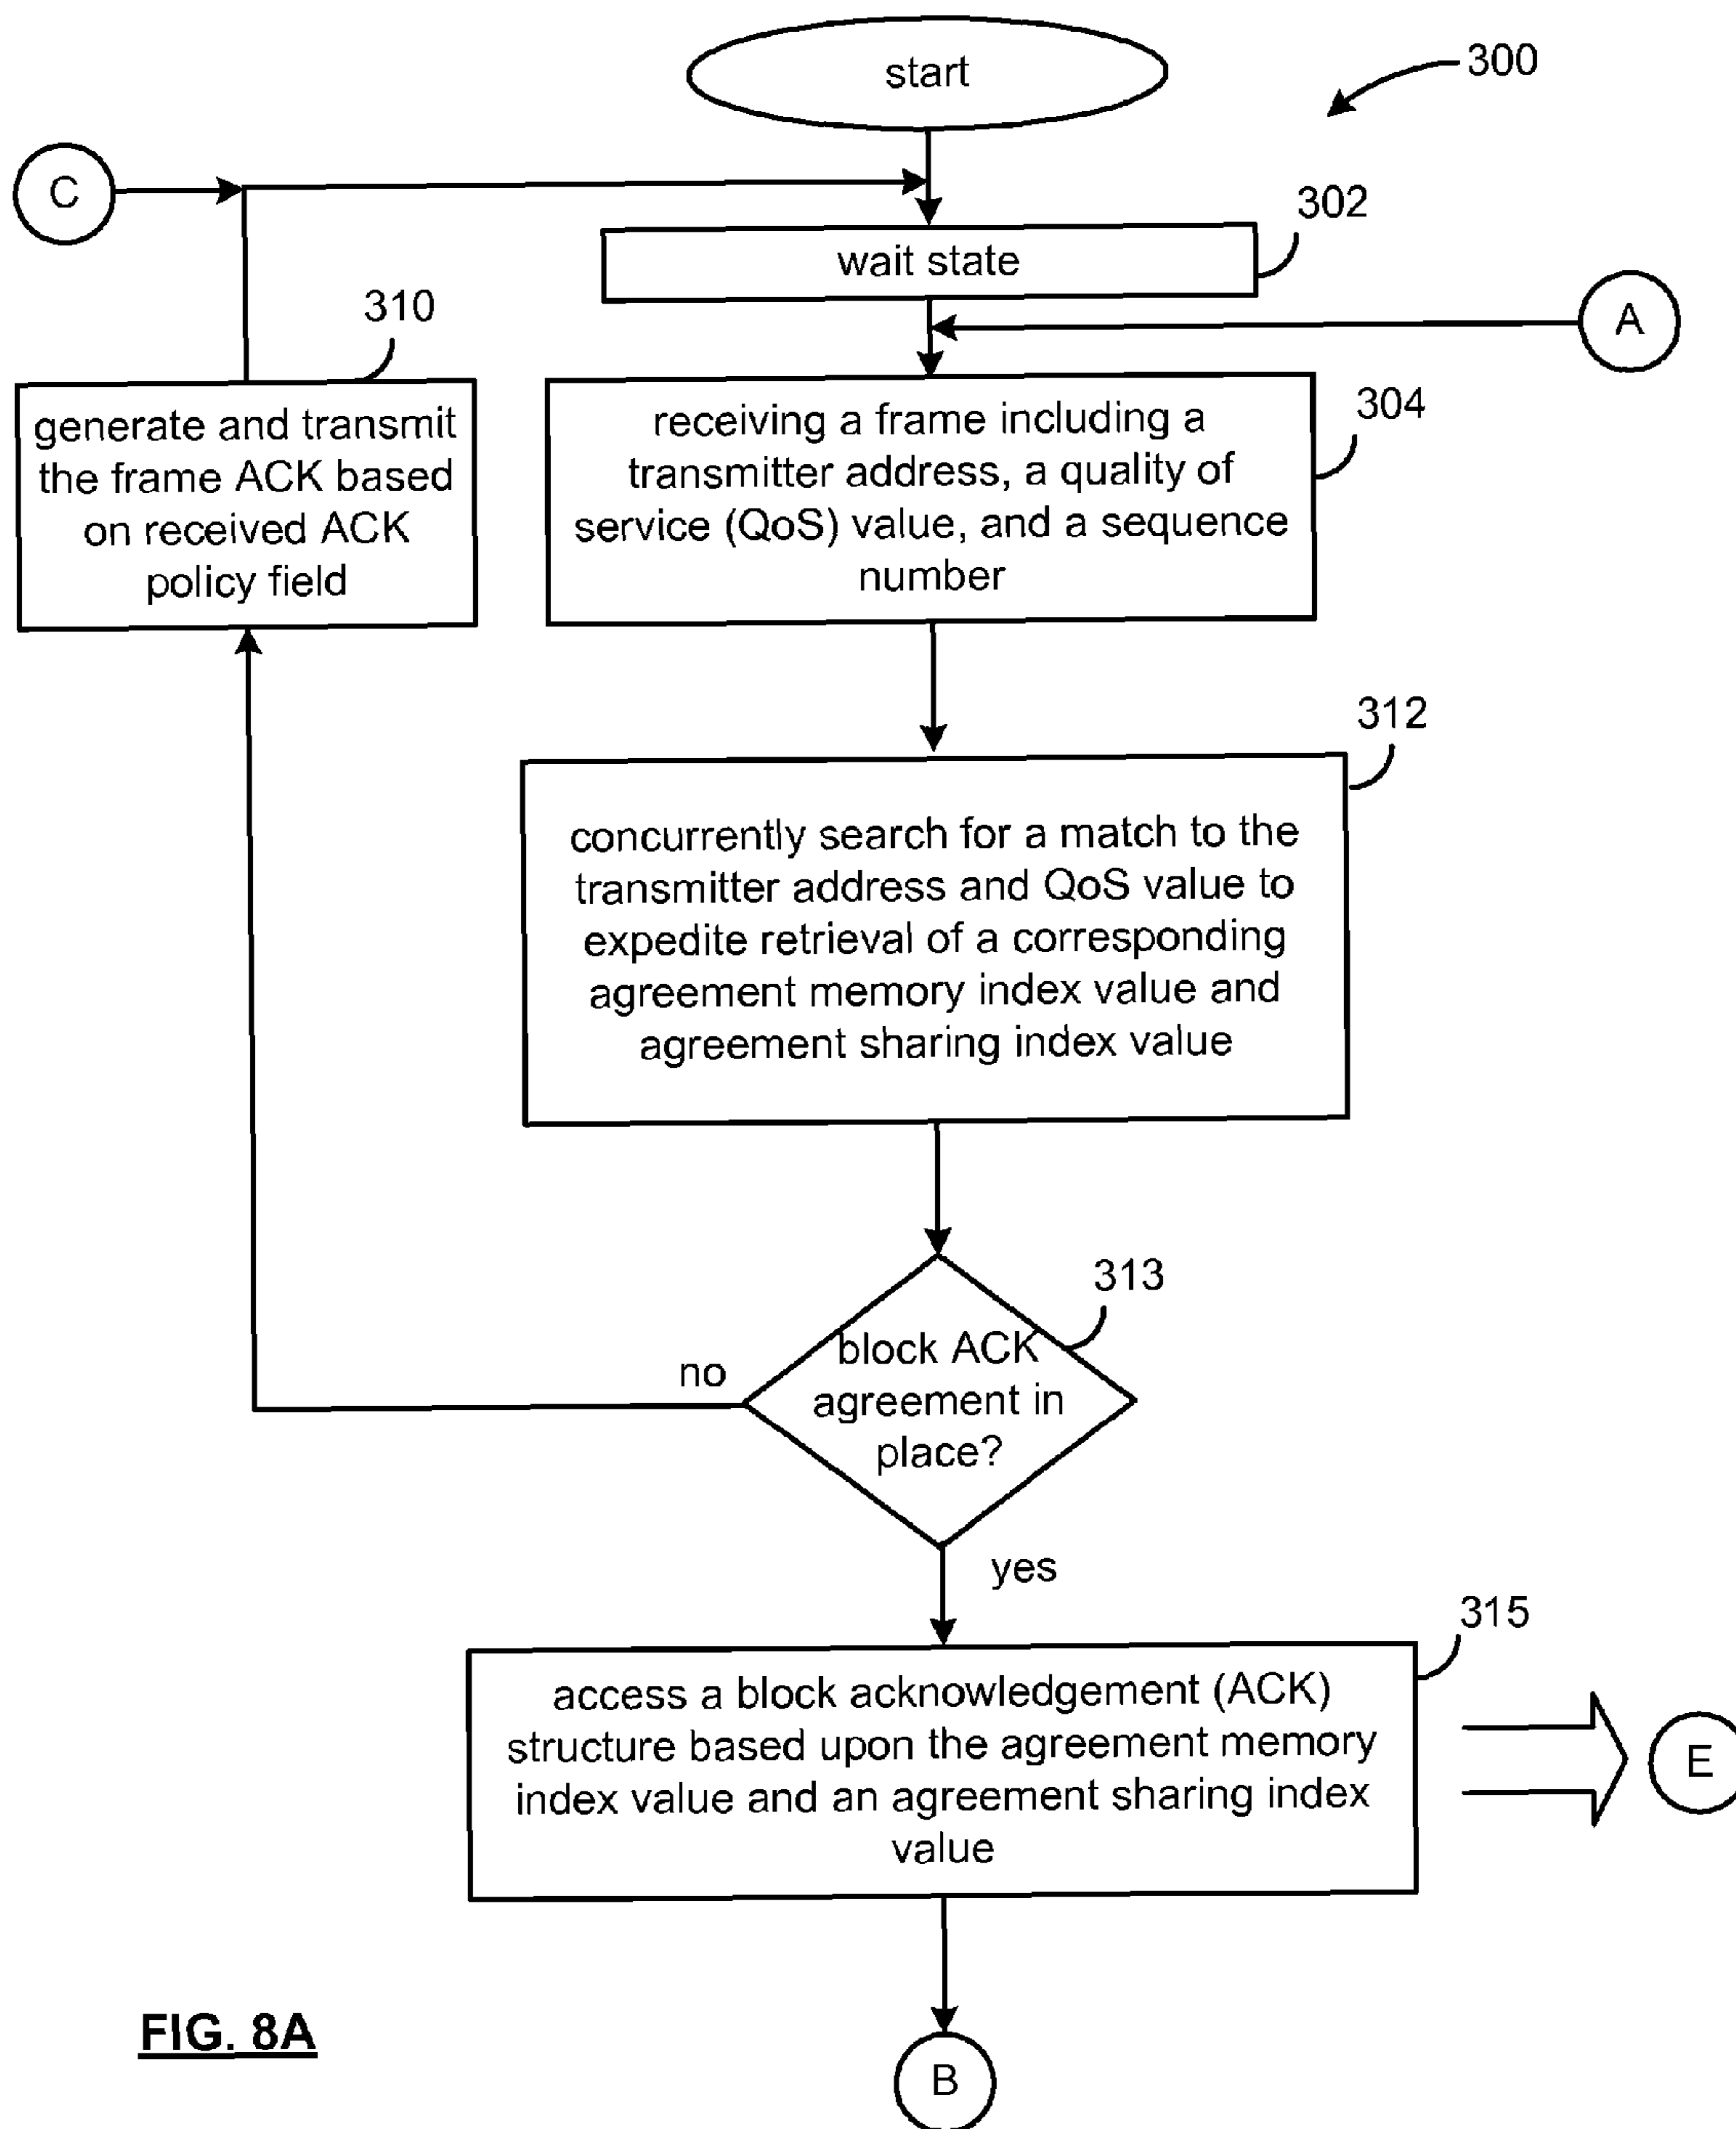 start
300
C
302
wait state
A
310
generate and transmit
the frame ACK based
on received ACK
policy field
304
receiving a frame including a
transmitter address, a quality of
service (QoS) value, and a sequence
number
312
concurrently search for a match to the
transmitter address and QoS value to
expedite retrieval of a corresponding
agreement memory index value and
agreement sharing index value
313
block ACK
agreement in
place?
no
yes
315
access a block acknowledgement (ACK)
structure based upon the agreement memory
index value and an agreement sharing index
value
E
FIG. 8A
B